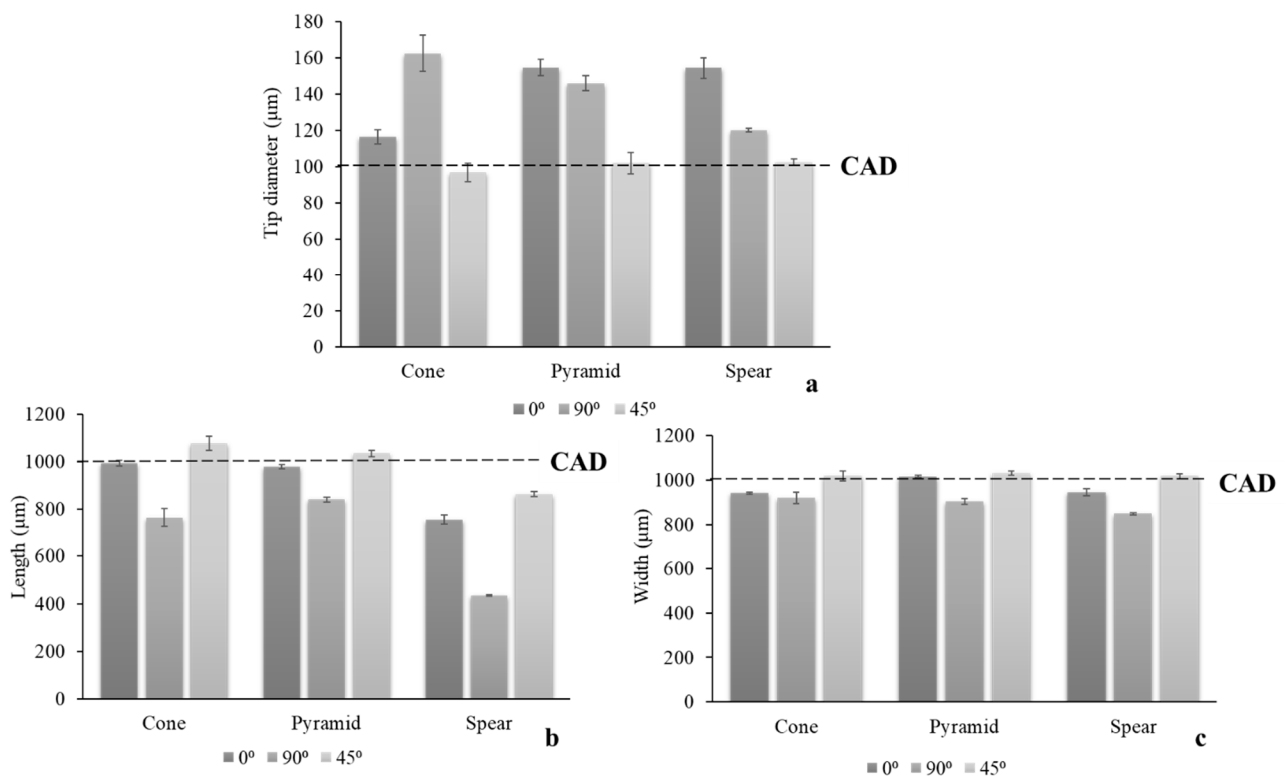 180
160
140
120
100
80
60
40
20
0
Tip diameter (µm)
CAD
Cone Pyramid Spear
a
0º 90º 45º
1200
1000
800
600
400
200
0
Length (µm)
CAD
Cone Pyramid Spear
b
0º 90º 45º
1200
1000
800
600
400
200
0
Width (µm)
CAD
Cone Pyramid Spear
c
0º 90º 45º